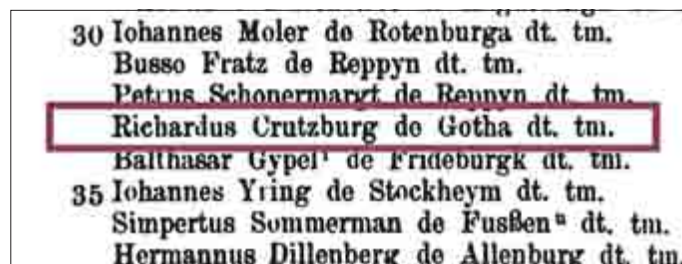 30 Iohannes Moler de Rotenburga dt. tm.
Busso Fratz de Reppyn dt. tm.
Petrus Schonermargt de Reppyn dt. tm.
Richardus Crutzburg de Gotha dt. tm.
Balthasar Gypel¹ de Frideburgk dt. tm.
35 Iohannes Yring de Stockheym dt. tm.
Simpertus Sommerman de Fusßen ⁿ dt. tm.
Hermannus Dillenberg de Allenburg dt. tm.